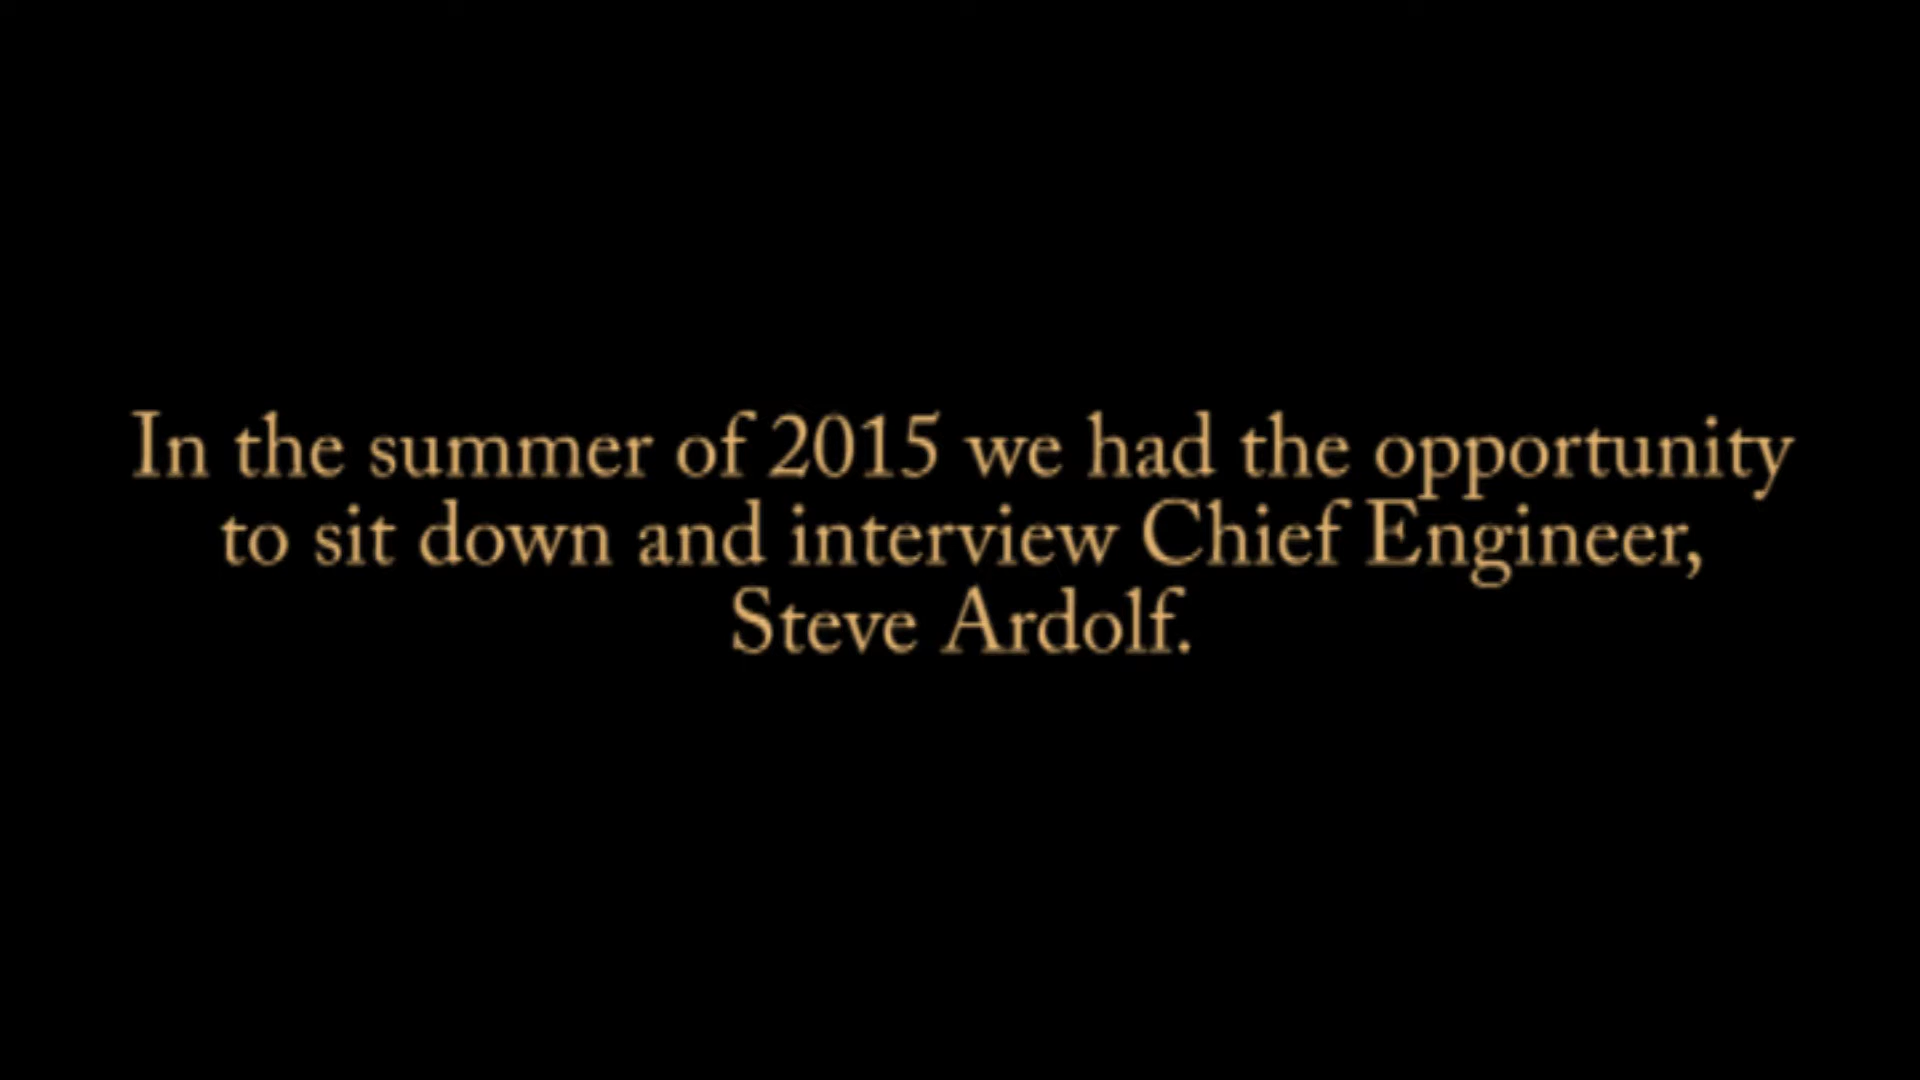 In the summer of 2015 we had the opportunity
to sit down and interview Chief Engineer,
Steve Ardolf.